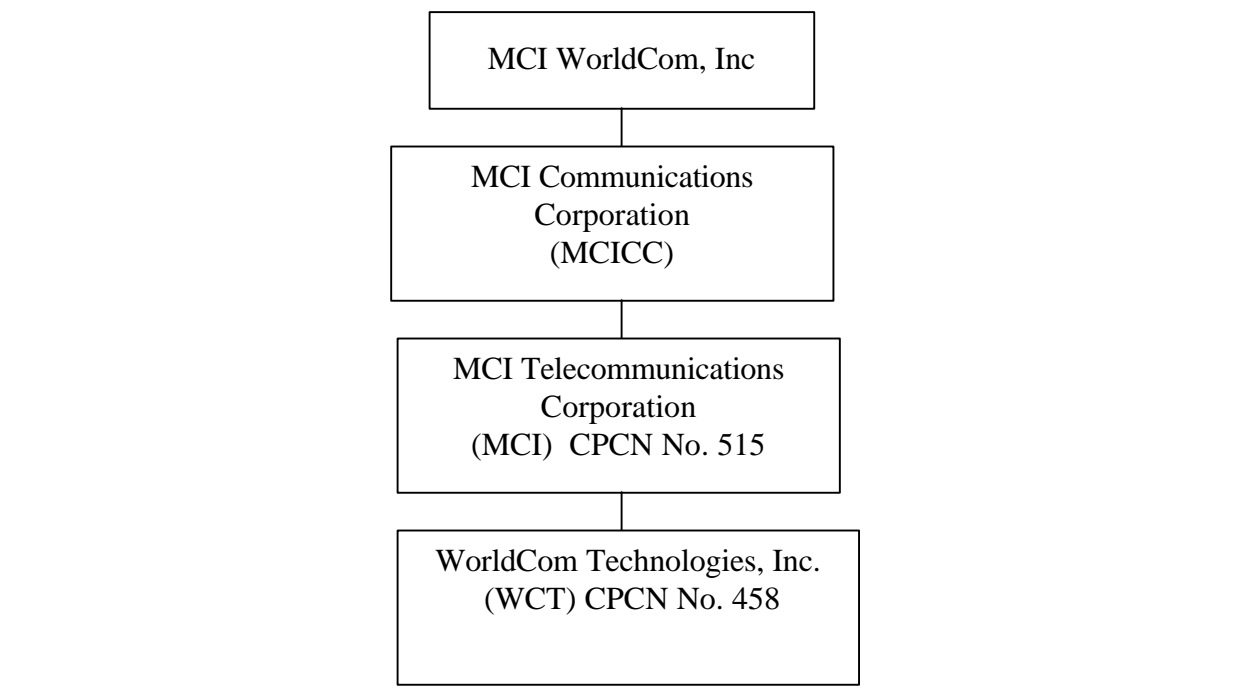 MCI WorldCom, Inc
MCI Communications
Corporation
(MCICC)
MCI Telecommunications
Corporation
(MCI) CPCN No. 515
WorldCom Technologies, Inc.
(WCT) CPCN No. 458